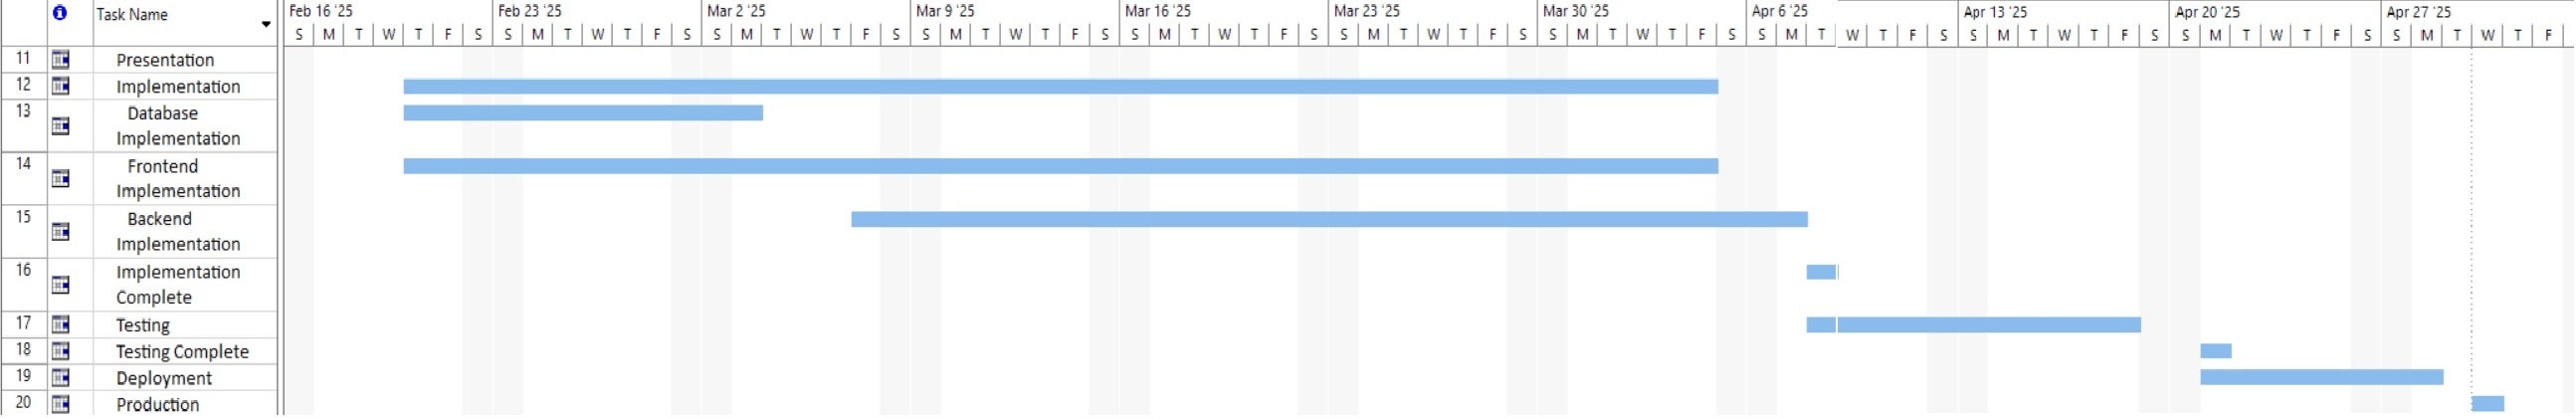 Task Name
Feb 16 '25 Feb 23 '25 Mar 2 '25 Mar 9 '25 Mar 16 '25 Mar 23 '25 Mar 30 '25 Apr 6 '25 Apr 13 '25 Apr 20 '25 Apr 27 '25
S M T W T F S S M T W T F S S M T W T F S S M T W T F S S M T W T F S S M T W T F S S M T W T F S S M T W T F S S M T W T F S S M T W T F S S M T W T F
11 Presentation
12 Implementation
13 Database
Implementation
14 Frontend
Implementation
15 Backend
Implementation
16 Implementation
Complete
17 Testing
18 Testing Complete
19 Deployment
20 Production